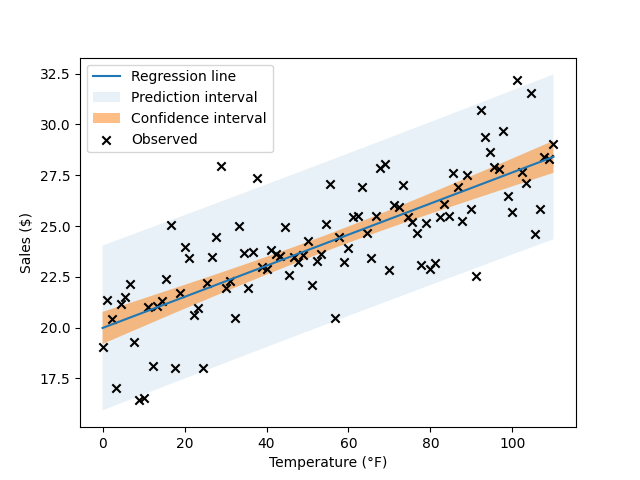 32.5
30.0
27.5
25.0
22.5
20.0
17.5
Sales ($)
Regression line
Prediction interval
Confidence interval
Observed
0 20 40 60 80 100
Temperature (°F)